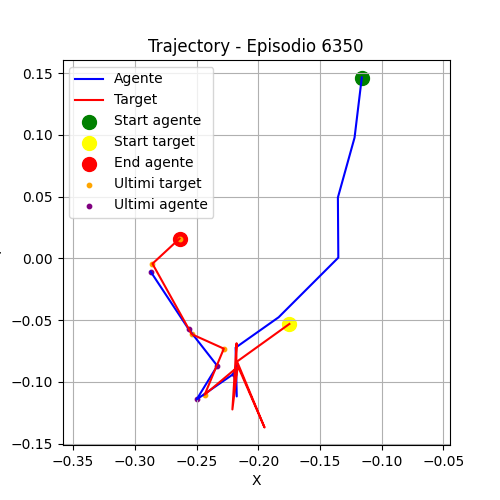 Trajectory - Episodio 6350
Agente
Target
Start agente
Start target
End agente
Ultimi target
Ultimi agente
0.15
0.10
0.05
0.00
−0.05
−0.10
−0.15
−0.35
−0.30
−0.25
−0.20
−0.15
−0.10
−0.05
X